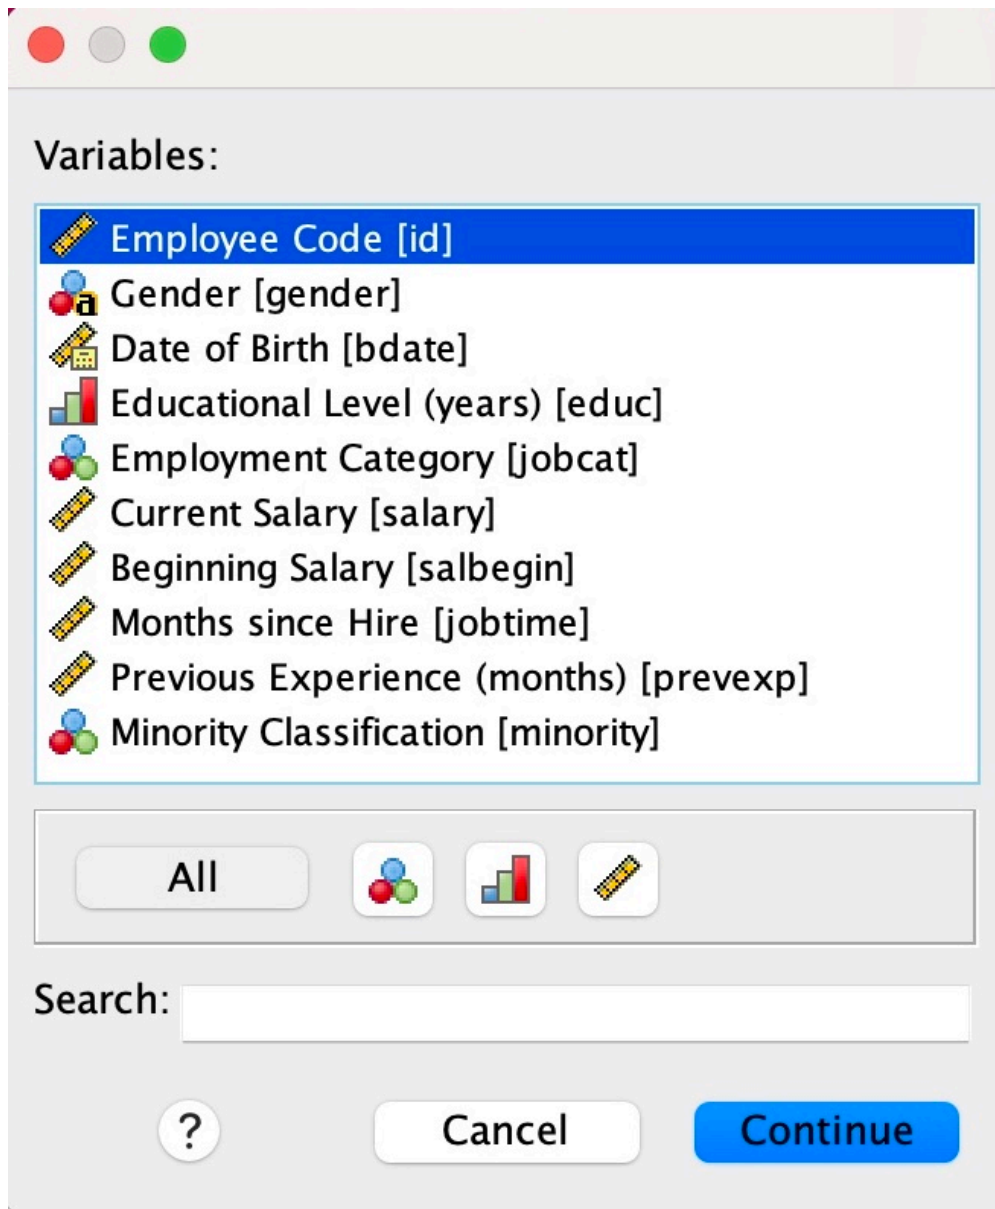 Variables:
Employee Code [id]
Gender [gender]
Date of Birth [bdate]
Educational Level (years) [educ]
Employment Category [jobcat]
Current Salary [salary]
Beginning Salary [salbegin]
Months since Hire [jobtime]
Previous Experience (months) [prevexp]
Minority Classification [minority]
All
Search:
? Cancel Continue